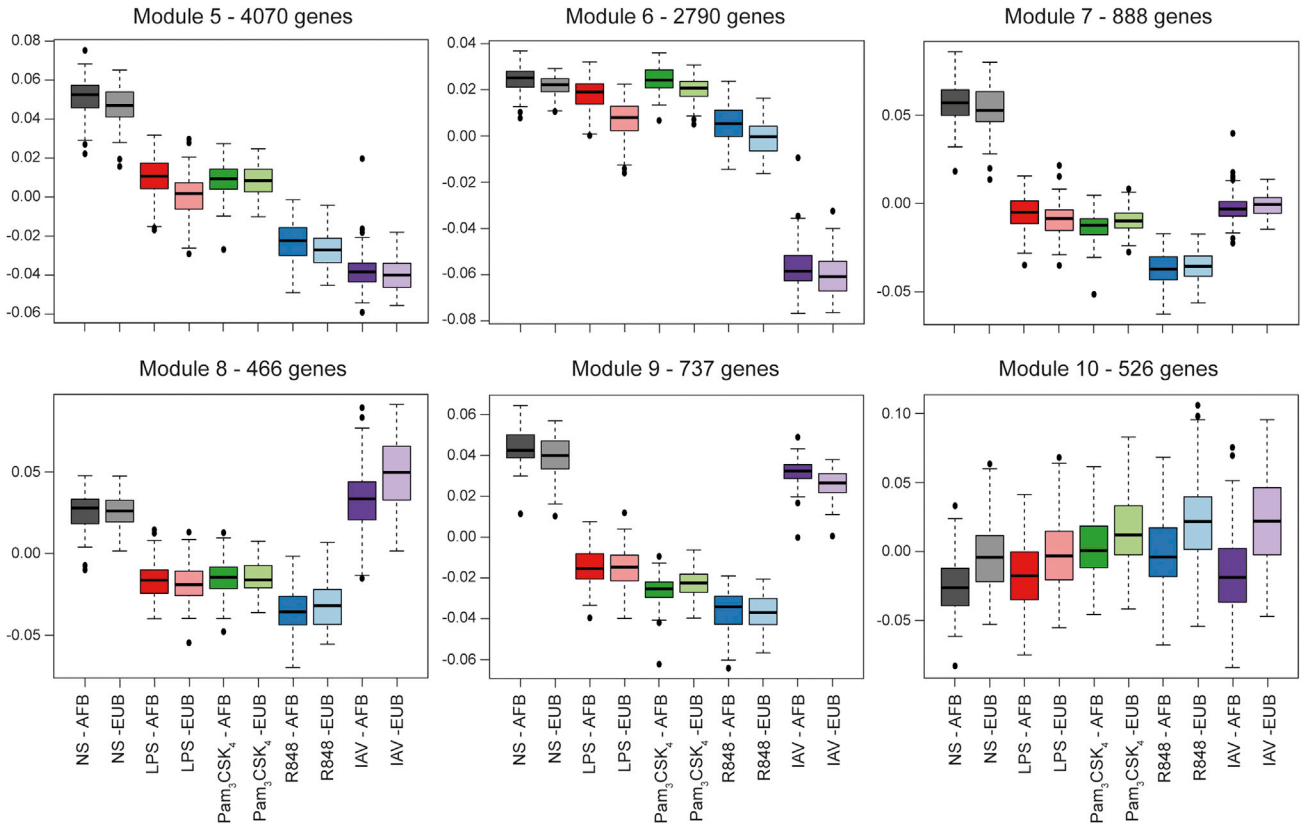 Module 5 - 4070 genes
Module 6 - 2790 genes
Module 7 - 888 genes
0.08
0.06
0.04
0.02
0.00
-0.02
-0.04
-0.06
0.04
0.02
0.00
-0.02
-0.04
-0.06
-0.08
0.05
0.00
-0.05
Module 8 - 466 genes
Module 9 - 737 genes
Module 10 - 526 genes
0.05
0.00
-0.05
0.06
0.04
0.02
0.00
-0.02
-0.04
-0.06
0.10
0.05
0.00
-0.05
NS - AFB
NS -EUB
LPS - AFB
LPS -EUB
Pam₃CSK₄ - AFB
Pam₃CSK₄ -EUB
R848 - AFB
R848 -EUB
IAV - AFB
IAV -EUB
NS - AFB
NS -EUB
LPS - AFB
LPS -EUB
Pam₃CSK₄ - AFB
Pam₃CSK₄ -EUB
R848 - AFB
R848 -EUB
IAV - AFB
IAV -EUB
NS - AFB
NS -EUB
LPS - AFB
LPS -EUB
Pam₃CSK₄ - AFB
Pam₃CSK₄ -EUB
R848 - AFB
R848 -EUB
IAV - AFB
IAV -EUB